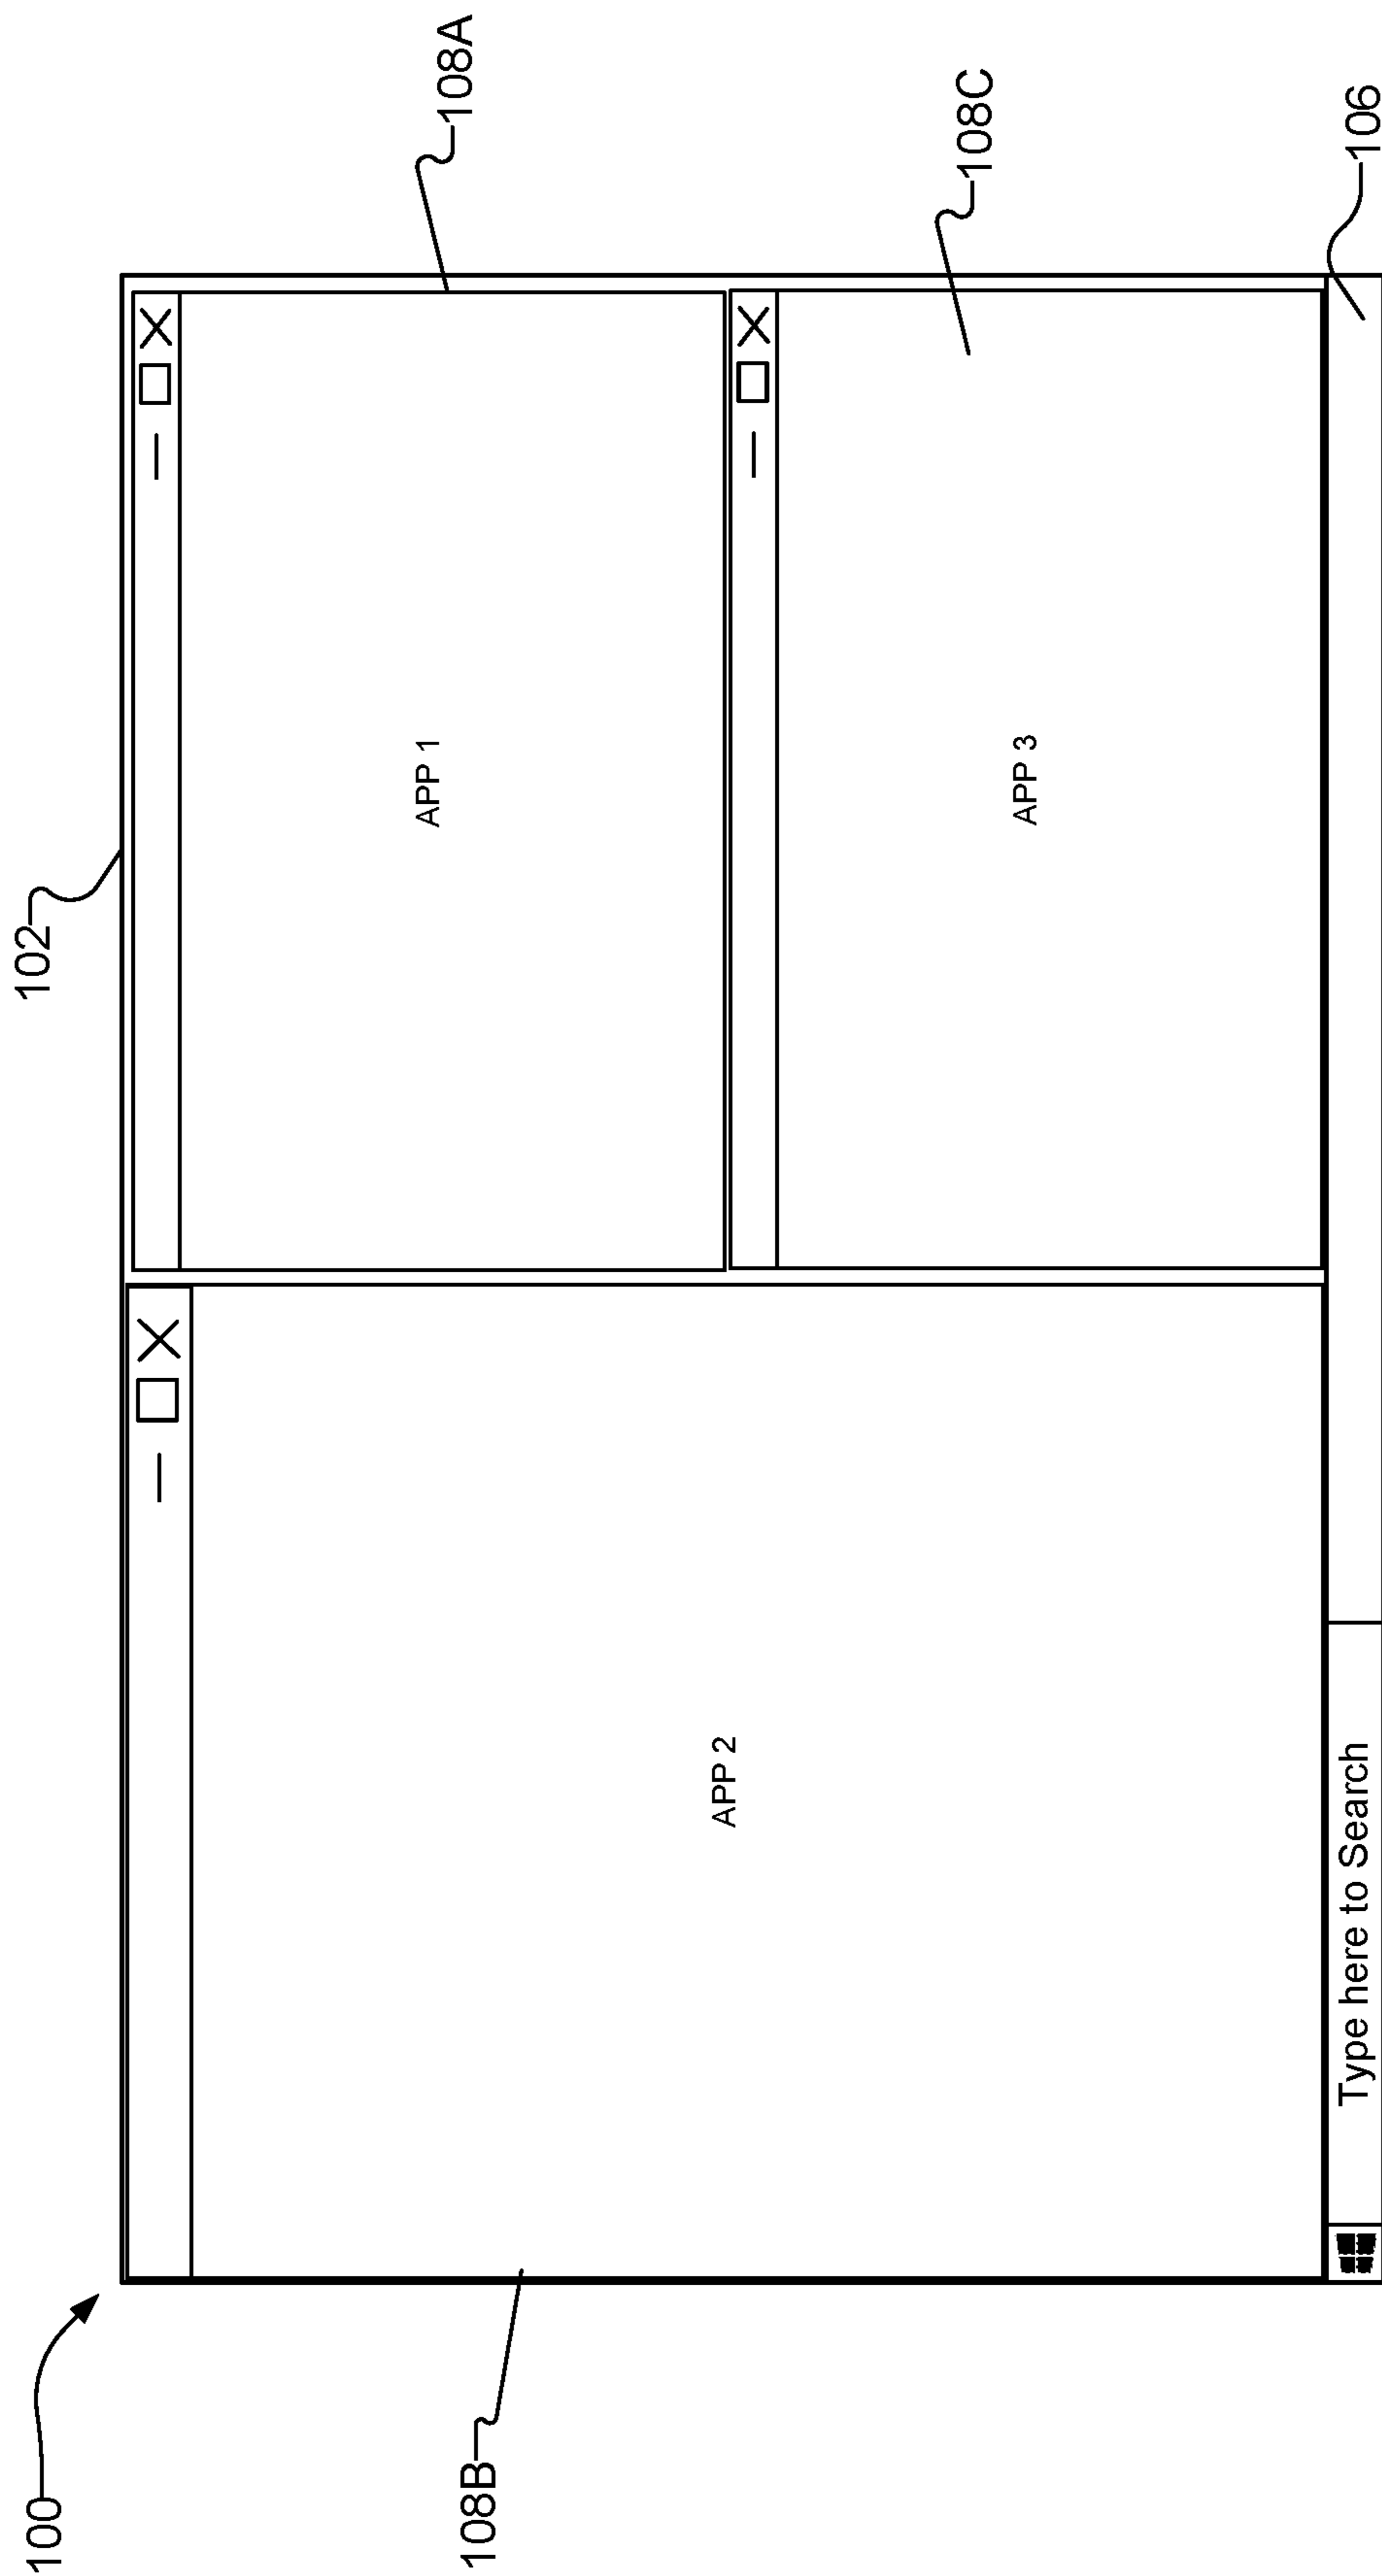 100
102
108A
APP 1
108B
APP 2
108C
APP 3
Type here to Search
106